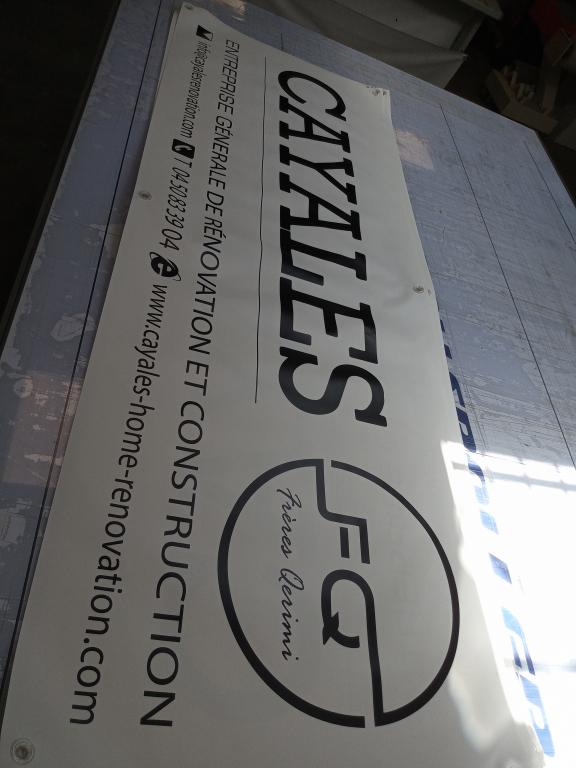 CAYALES
ENTREPRISE GÉNÉRALE DE RÉNOVATION ET CONSTRUCTION
info@cayalesrenovation.com T 04 50 83 39 04 www.cayales-home-renovation.com
FQ
Frères Qerimi